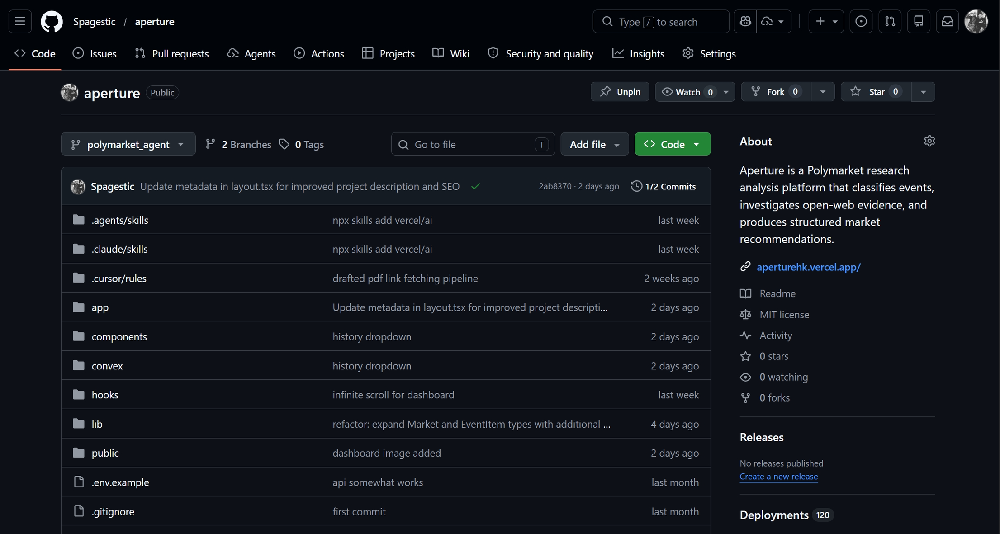 Spagestic / aperture
Type / to search
Code
Issues
Pull requests
Agents
Actions
Projects
Wiki
Security and quality
Insights
Settings
aperture Public
Unpin
Watch 0
Fork 0
Star 0
polymarket_agent
2 Branches
0 Tags
Go to file T
Add file
Code
Spagestic Update metadata in layout.tsx for improved project description and SEO 2ab8370 · 2 days ago 172 Commits
.agents/skills npx skills add vercel/ai last week
.claude/skills npx skills add vercel/ai last week
.cursor/rules drafted pdf link fetching pipeline 2 weeks ago
app Update metadata in layout.tsx for improved project descripti... 2 days ago
components history dropdown 2 days ago
convex history dropdown 2 days ago
hooks infinite scroll for dashboard last week
lib refactor: expand Market and EventItem types with additional ... 4 days ago
public dashboard image added 2 days ago
.env.example api somewhat works last month
.gitignore first commit last month
About
Aperture is a Polymarket research
analysis platform that classifies events,
investigates open-web evidence, and
produces structured market
recommendations.
aperturehk.vercel.app/
Readme
MIT license
Activity
0 stars
0 watching
0 forks
Releases
No releases published
Create a new release
Deployments 120